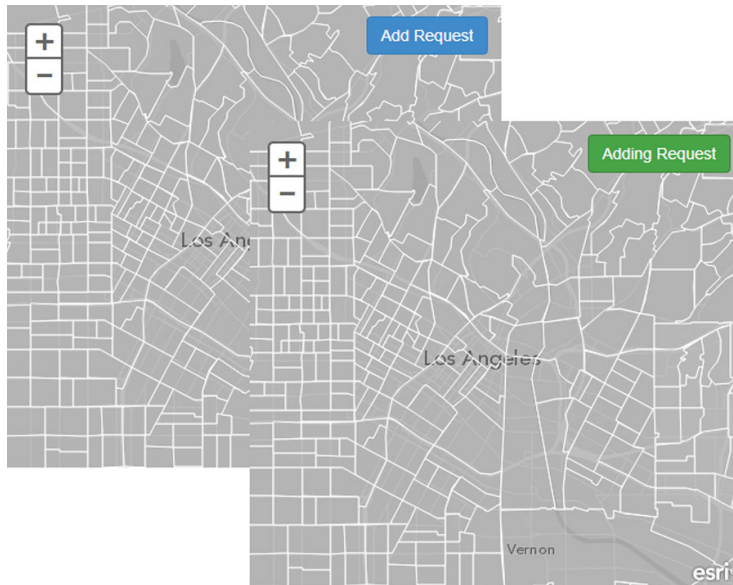 +
−
Add Request
Los Ang
+
−
Adding Request
Los Angeles
Vernon
esri